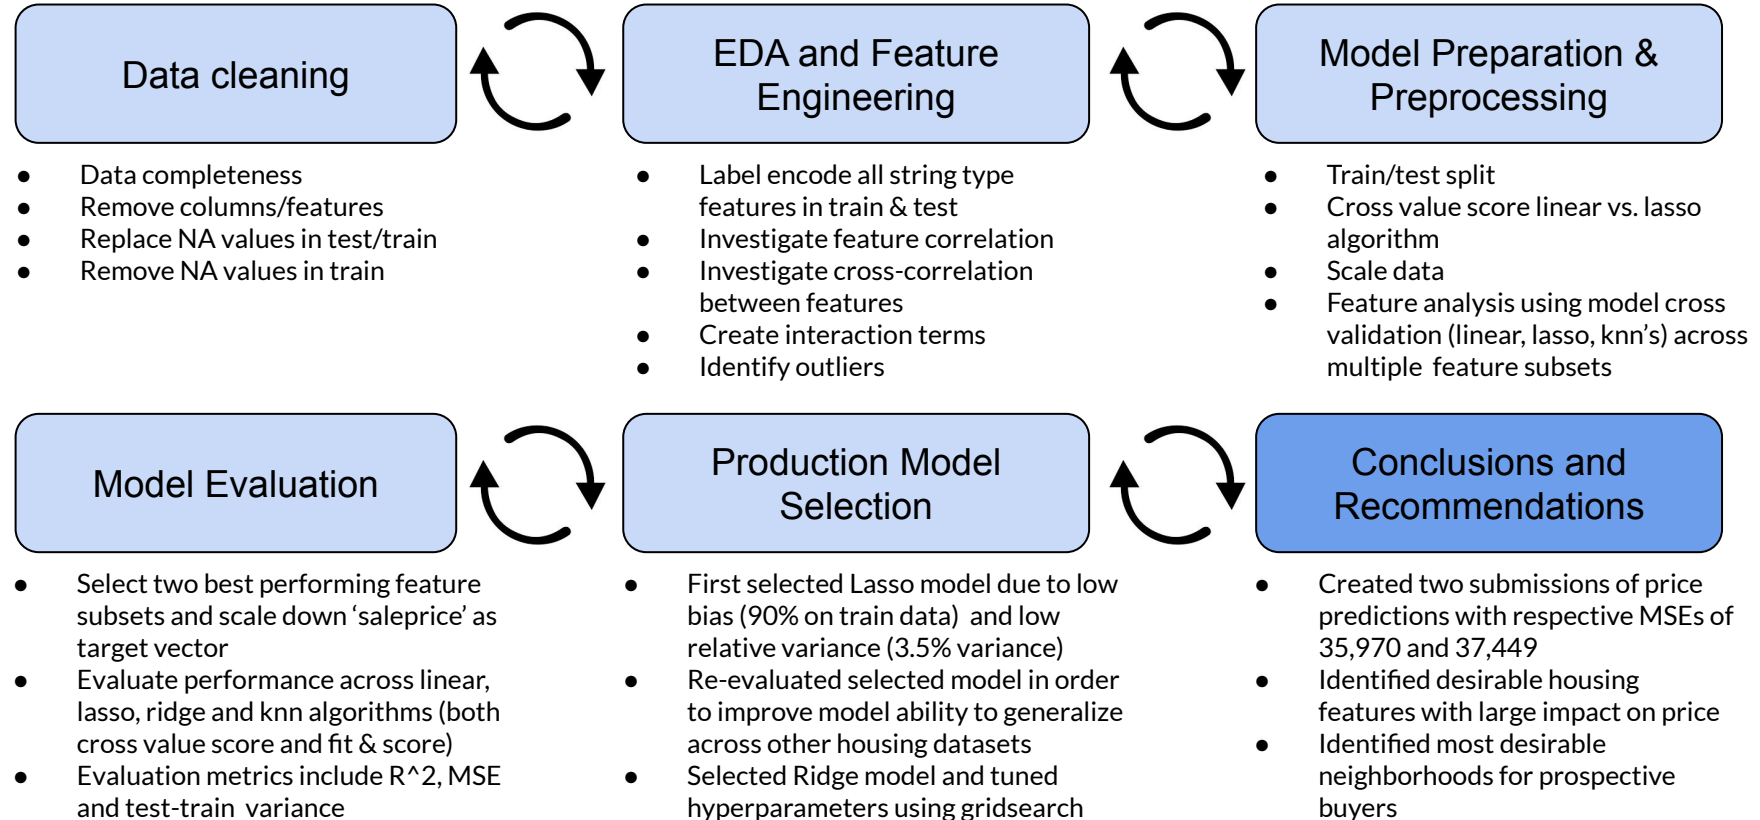 Data cleaning
● Data completeness
● Remove columns/features
● Replace NA values in test/train
● Remove NA values in train
EDA and Feature
Engineering
● Label encode all string type
features in train & test
● Investigate feature correlation
● Investigate cross-correlation
between features
● Create interaction terms
● Identify outliers
Model Preparation &
Preprocessing
● Train/test split
● Cross value score linear vs. lasso
algorithm
● Scale data
● Feature analysis using model cross
validation (linear, lasso, knn’s) across
multiple feature subsets
Model Evaluation
● Select two best performing feature
subsets and scale down ‘saleprice’ as
target vector
● Evaluate performance across linear,
lasso, ridge and knn algorithms (both
cross value score and fit & score)
● Evaluation metrics include R^2, MSE
and test-train variance
Production Model
Selection
● First selected Lasso model due to low
bias (90% on train data) and low
relative variance (3.5% variance)
● Re-evaluated selected model in order
to improve model ability to generalize
across other housing datasets
● Selected Ridge model and tuned
hyperparameters using gridsearch
Conclusions and
Recommendations
● Created two submissions of price
predictions with respective MSEs of
35,970 and 37,449
● Identified desirable housing
features with large impact on price
● Identified most desirable
neighborhoods for prospective
buyers